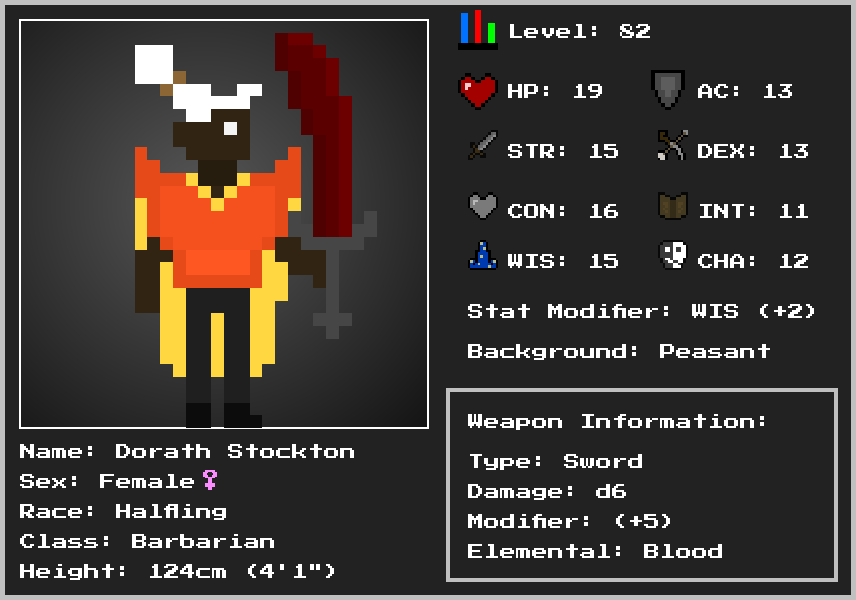 Level: 82
HP: 19 AC: 13
STR: 15 DEX: 13
CON: 16 INT: 11
WIS: 15 CHA: 12
Stat Modifier: WIS (+2)
Background: Peasant
Name: Dorath Stockton
Sex: Female♀
Race: Halfling
Class: Barbarian
Height: 124cm (4'1")
Weapon Information:
Type: Sword
Damage: d6
Modifier: (+5)
Elemental: Blood